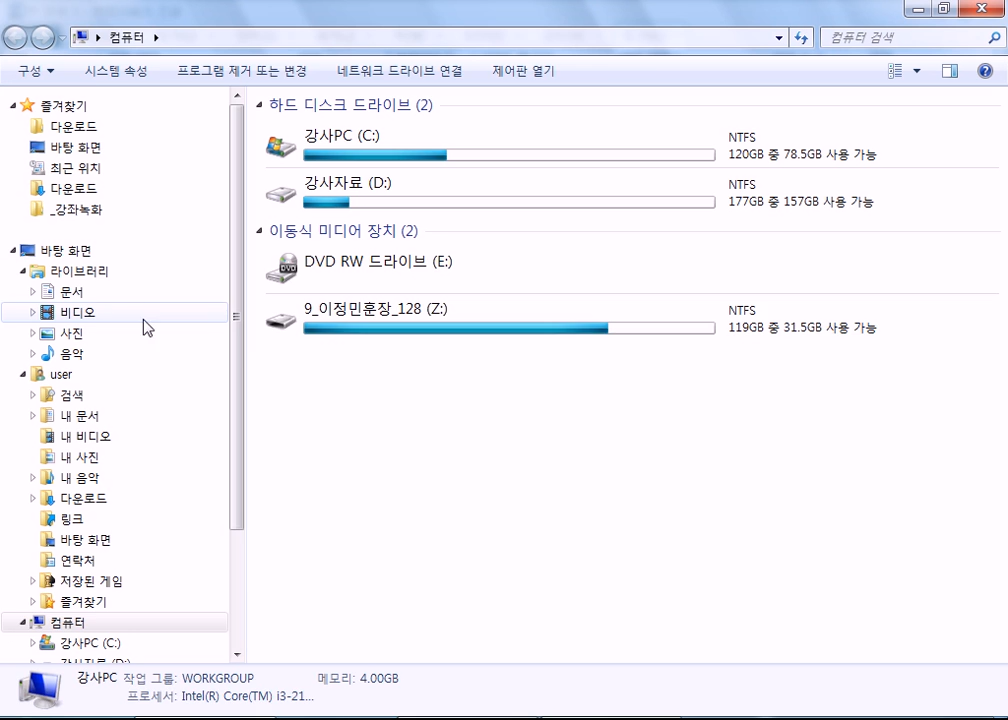 컴퓨터
컴퓨터 검색
구성
시스템 속성
프로그램 제거 또는 변경
네트워크 드라이브 연결
제어판 열기
즐겨찾기
다운로드
바탕 화면
최근 위치
다운로드
_강좌녹화
바탕 화면
라이브러리
문서
비디오
사진
음악
user
검색
내 문서
내 비디오
내 사진
내 음악
다운로드
링크
바탕 화면
연락처
저장된 게임
즐겨찾기
컴퓨터
강사PC (C:)
강사자료 (D:)
하드 디스크 드라이브 (2)
강사PC (C:)
NTFS
120GB 중 78.5GB 사용 가능
강사자료 (D:)
NTFS
177GB 중 157GB 사용 가능
이동식 미디어 장치 (2)
DVD RW 드라이브 (E:)
DVD
9_이정민훈장_128 (Z:)
NTFS
119GB 중 31.5GB 사용 가능
강사PC 작업 그룹: WORKGROUP 메모리: 4.00GB
프로세서: Intel(R) Core(TM) i3-21...